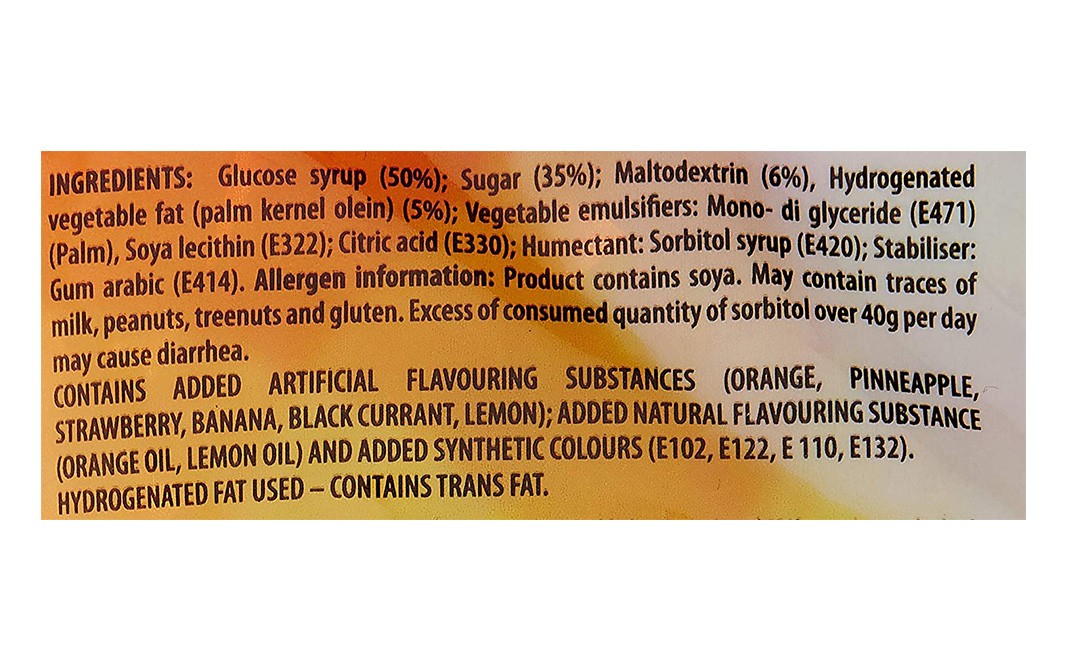 INGREDIENTS: Glucose syrup (50%); Sugar (35%); Maltodextrin (6%), Hydrogenated
vegetable fat (palm kernel olein) (5%); Vegetable emulsifiers: Mono- di glyceride (E471)
(Palm), Soya lecithin (E322); Citric acid (E330); Humectant: Sorbitol syrup (E420); Stabiliser:
Gum arabic (E414). Allergen information: Product contains soya. May contain traces of
milk, peanuts, treenuts and gluten. Excess of consumed quantity of sorbitol over 40g per day
may cause diarrhea.
CONTAINS ADDED ARTIFICIAL FLAVOURING SUBSTANCES (ORANGE, PINNEAPPLE,
STRAWBERRY, BANANA, BLACK CURRANT, LEMON); ADDED NATURAL FLAVOURING SUBSTANCE
(ORANGE OIL, LEMON OIL) AND ADDED SYNTHETIC COLOURS (E102, E122, E 110, E132).
HYDROGENATED FAT USED – CONTAINS TRANS FAT.